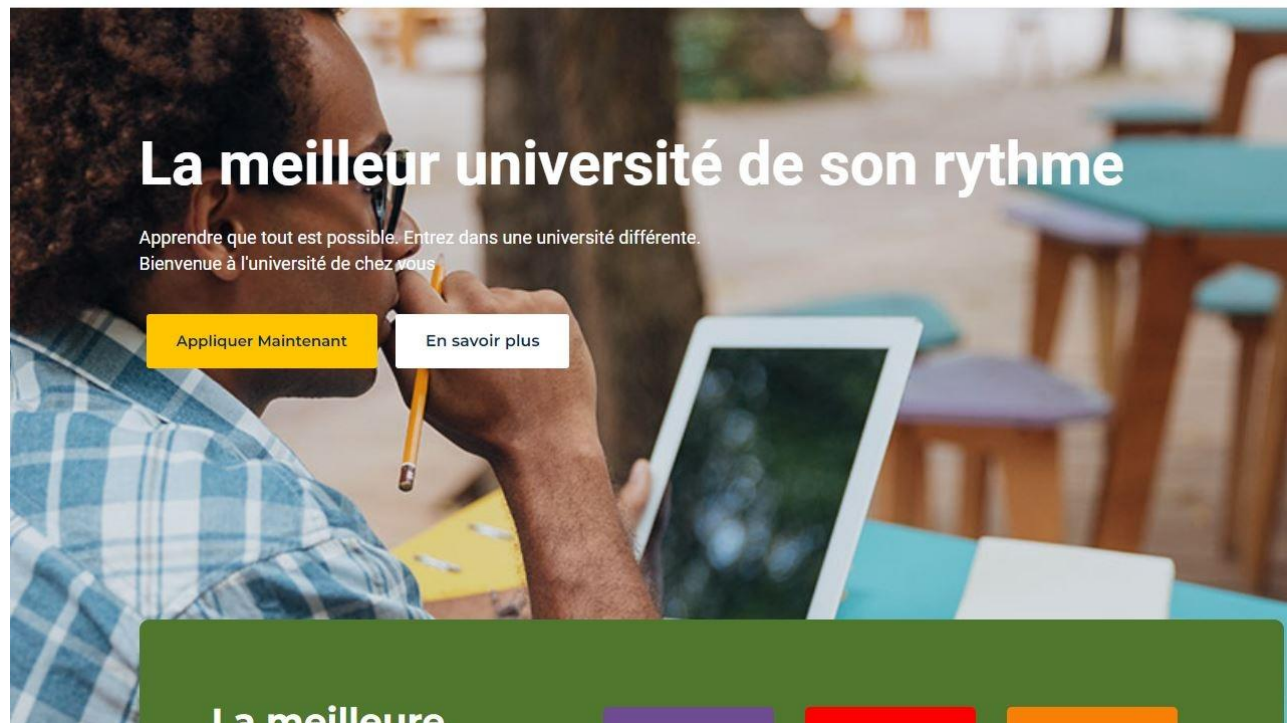 La meilleur université de son rythme
Apprendre que tout est possible. Entrez dans une université différente.
Bienvenue à l'université de chez vous
Appliquer Maintenant
En savoir plus
La meilleure